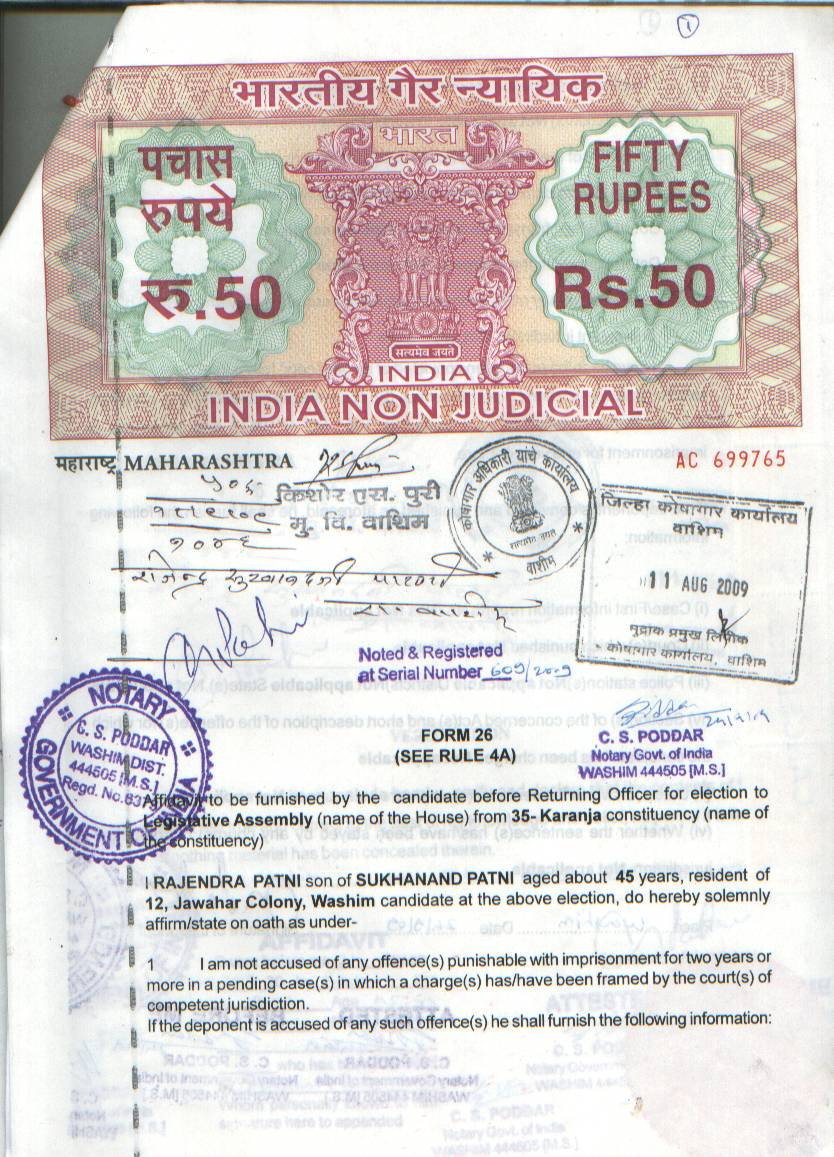 1
भारतीय गैर न्यायिक
भारत
पचास
रुपये
रु.50
FIFTY
RUPEES
Rs.50
सत्यमेव जयते
INDIA
INDIA NON JUDICIAL
महाराष्ट्र MAHARASHTRA
AC 699765
किशोर एस. पुरी
मु. वि. वाशिम
कोषागार अधिकारी यांचे कार्यालय
वाशीम
जिल्हा कोषागार कार्यालय
वाशिम
11 AUG 2009
मुद्रांक प्रमुख लिपीक
कोषागार कार्यालय, वाशिम
Noted & Registered
at Serial Number 609/2009
NOTARY
C. S. PODDAR
WASHIM DIST.
444505 [M.S.]
GOVERNMENT OF INDIA
C. S. PODDAR
Notary Govt. of India
WASHIM 444505 [M.S.]
FORM 26
(SEE RULE 4A)
Affidavit to be furnished by the candidate before Returning Officer for election to
Legislative Assembly (name of the House) from 35- Karanja constituency (name of
the constituency)
I RAJENDRA PATNI son of SUKHANAND PATNI aged about 45 years, resident of
12, Jawahar Colony, Washim candidate at the above election, do hereby solemnly
affirm/state on oath as under-
1 I am not accused of any offence(s) punishable with imprisonment for two years or
more in a pending case(s) in which a charge(s) has/have been framed by the court(s) of
competent jurisdiction.
If the deponent is accused of any such offence(s) he shall furnish the following information: